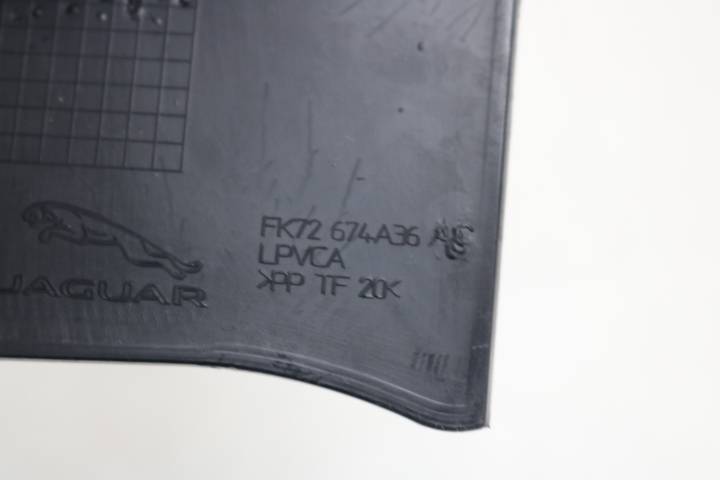 FK72 674A36
LPVCA
>PP TF 20<
JAGUAR